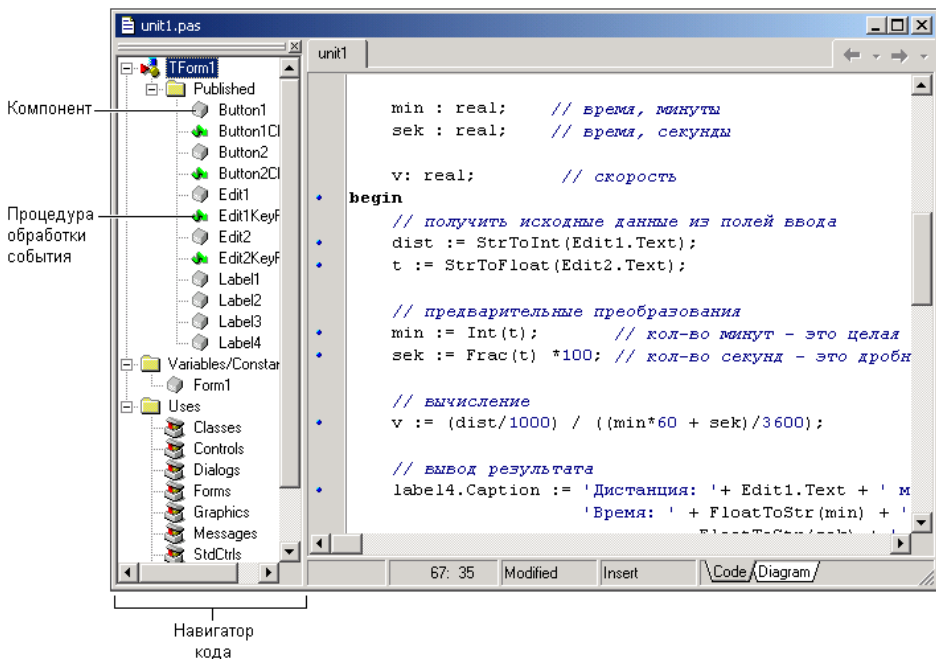 unit1.pas
unit1
TForm1
Published
Button1
Button1Cl
Button2
Button2Cl
Edit1
Edit1KeyF
Edit2
Edit2KeyF
Label1
Label2
Label3
Label4
Variables/Constar
Form1
Uses
Classes
Controls
Dialogs
Forms
Graphics
Messages
StdCtrls
Компонент
Процедура
обработки
события
Навигатор
кода
min : real; // время, минуты
sek : real; // время, секунды
v: real; // скорость
begin
// получить исходные данные из полей ввода
dist := StrToInt(Edit1.Text);
t := StrToFloat(Edit2.Text);
// предварительные преобразования
min := Int(t); // кол-во минут - это целая
sek := Frac(t) *100; // кол-во секунд - это дробн
// вычисление
v := (dist/1000) / ((min*60 + sek)/3600);
// вывод результата
label4.Caption := 'Дистанция: '+ Edit1.Text + ' м
'Время: ' + FloatToStr(min) + '
67: 35
Modified
Insert
Code
Diagram